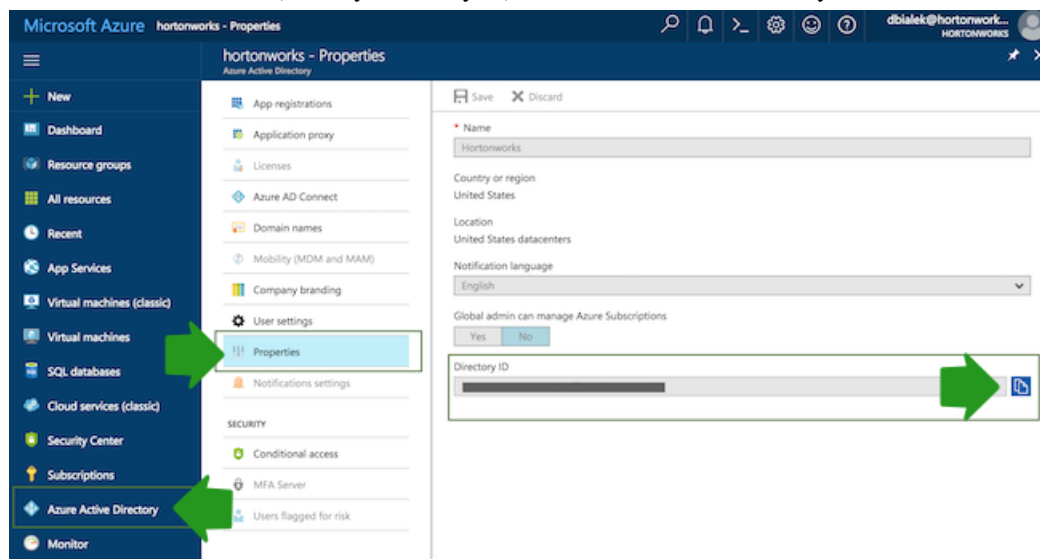 Microsoft Azure hortonworks - Properties
dbialek@hortonwork...
HORTONWORKS
hortonworks - Properties
Azure Active Directory
New
Dashboard
Resource groups
All resources
Recent
App Services
Virtual machines (classic)
Virtual machines
SQL databases
Cloud services (classic)
Security Center
Subscriptions
Azure Active Directory
Monitor
App registrations
Application proxy
Licenses
Azure AD Connect
Domain names
Mobility (MDM and MAM)
Company branding
User settings
Properties
Notifications settings
SECURITY
Conditional access
MFA Server
Users flagged for risk
Save Discard
* Name
Hortonworks
Country or region
United States
Location
United States datacenters
Notification language
English
Global admin can manage Azure Subscriptions
Yes No
Directory ID